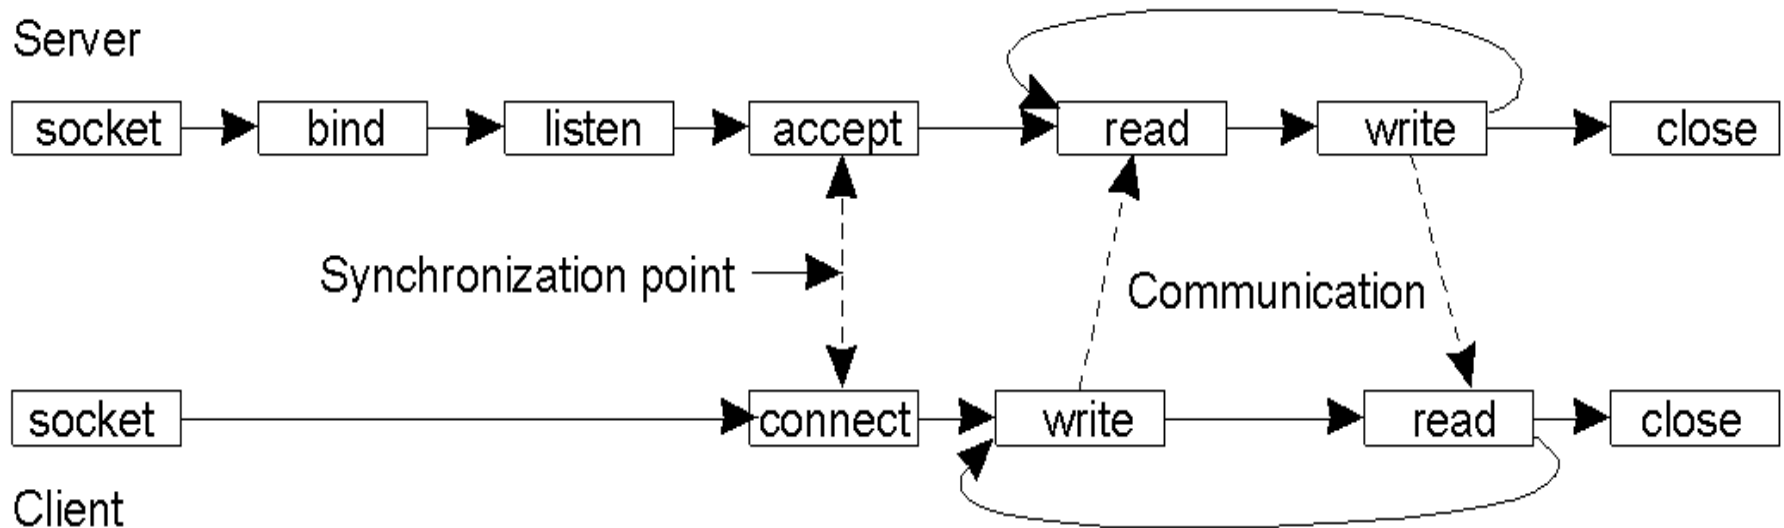 Server
socket bind listen accept read write close
Synchronization point
Communication
socket connect write read close
Client